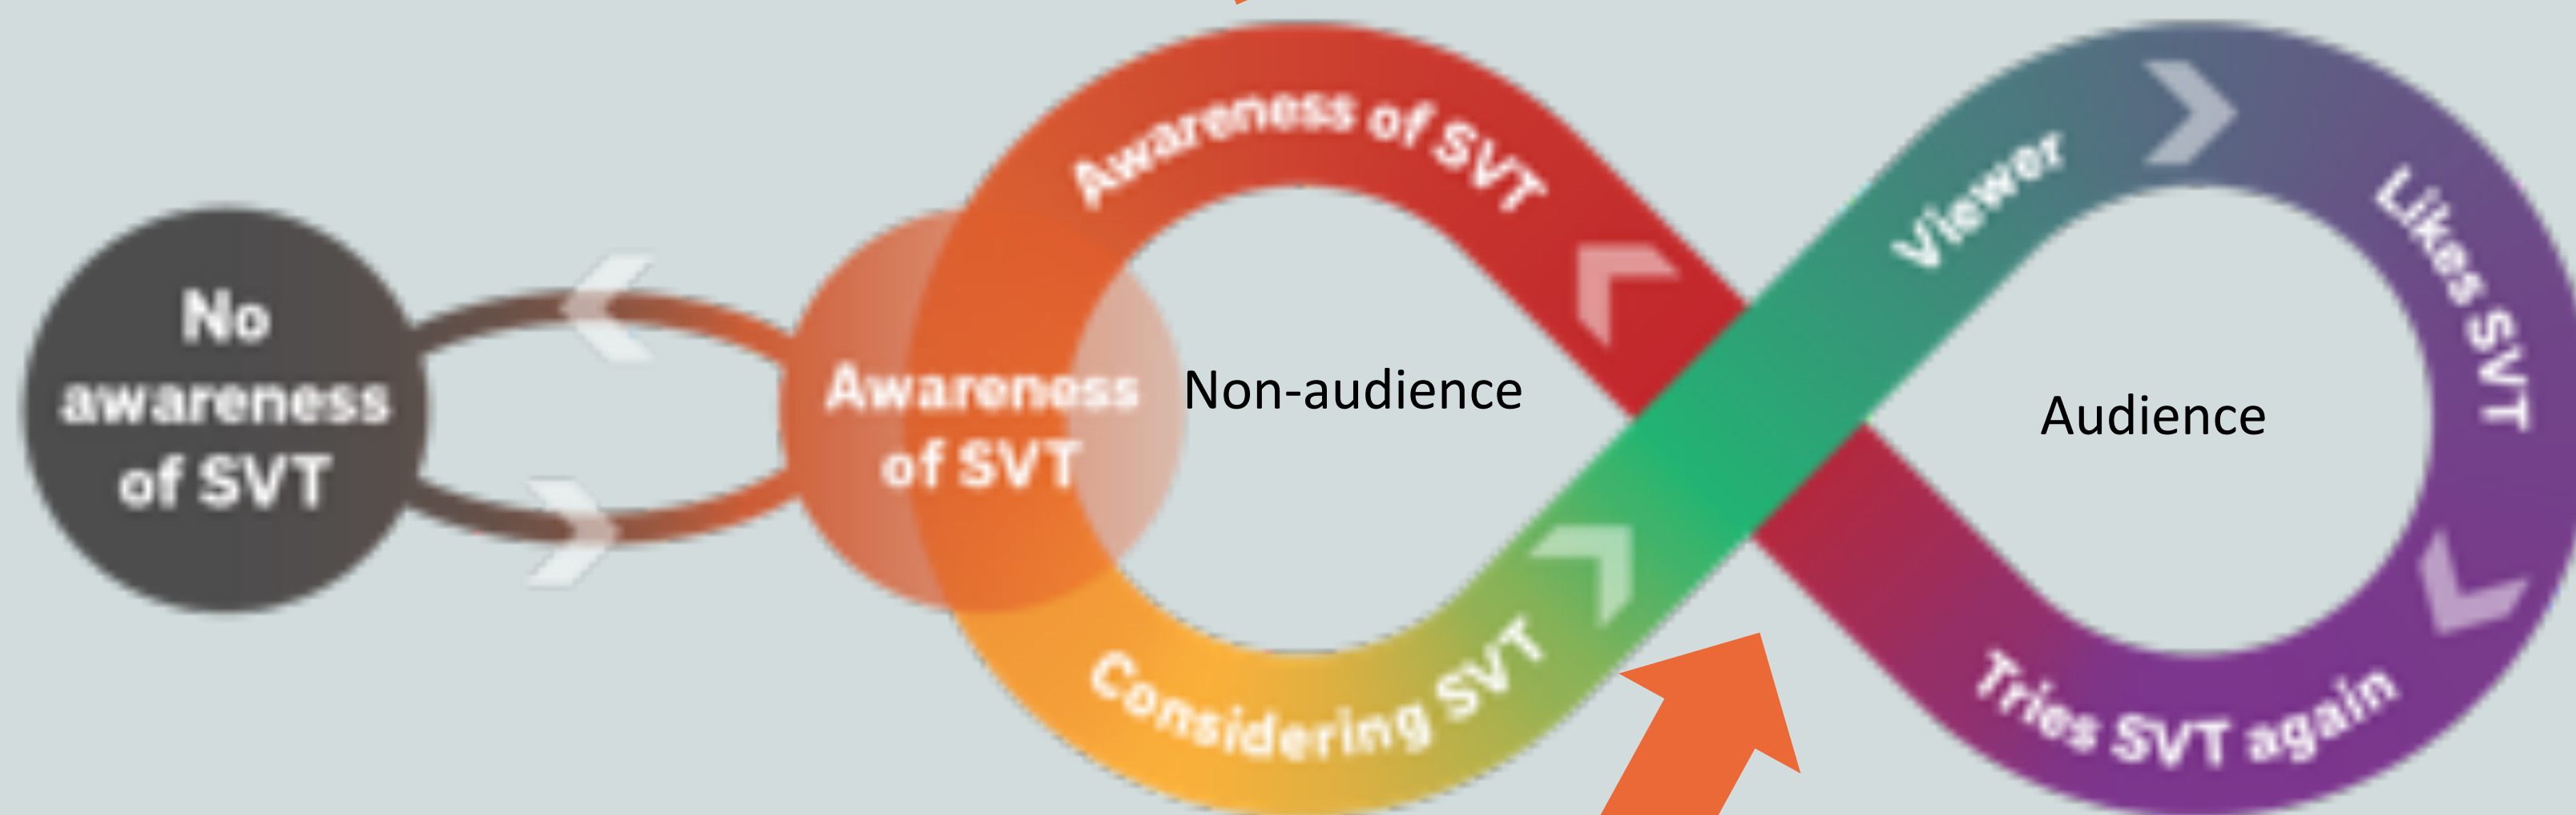 No
awareness
of SVT
Awareness
of SVT
Awareness of SVT
Non-audience
Considering SVT
Viewer
Likes SVT
Audience
Tries SVT again